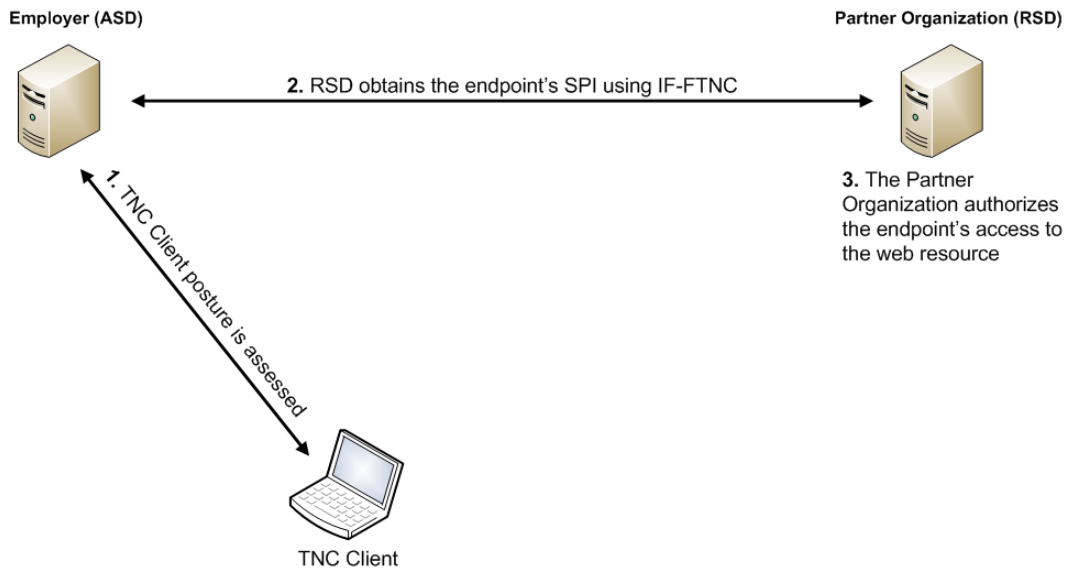 Employer (ASD)
Partner Organization (RSD)
2. RSD obtains the endpoint's SPI using IF-FTNC
1. TNC Client posture is assessed
3. The Partner
Organization authorizes
the endpoint's access to
the web resource
TNC Client